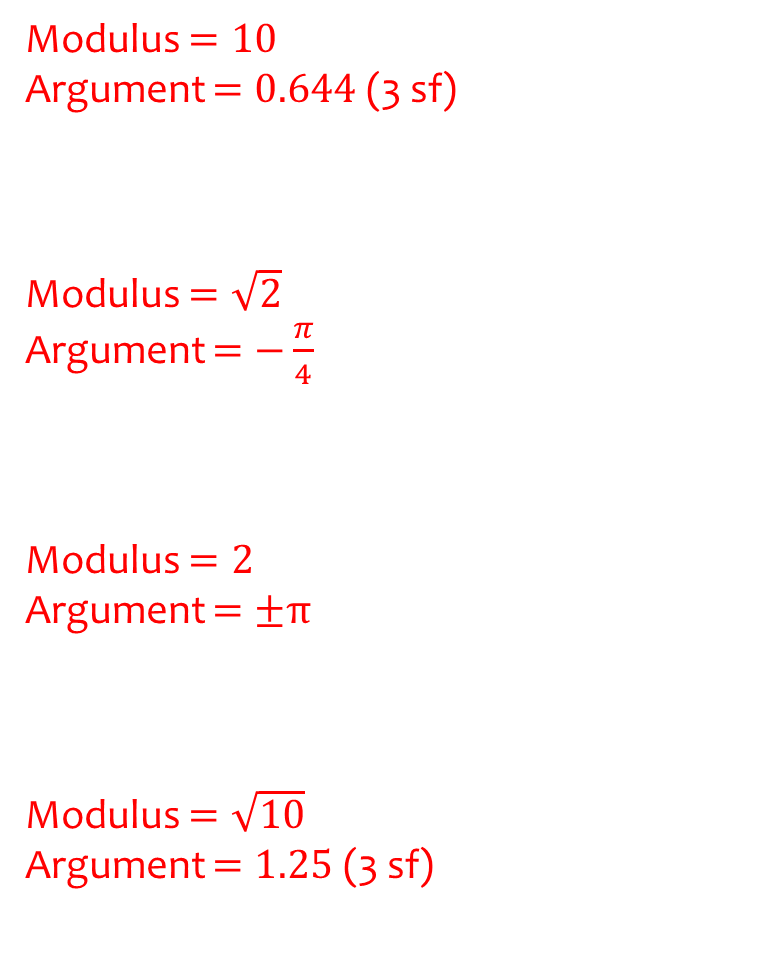 Modulus = 10
Argument = 0.644 (3 sf)
Modulus = √2
Argument = −π/4
Modulus = 2
Argument = ±π
Modulus = √10
Argument = 1.25 (3 sf)